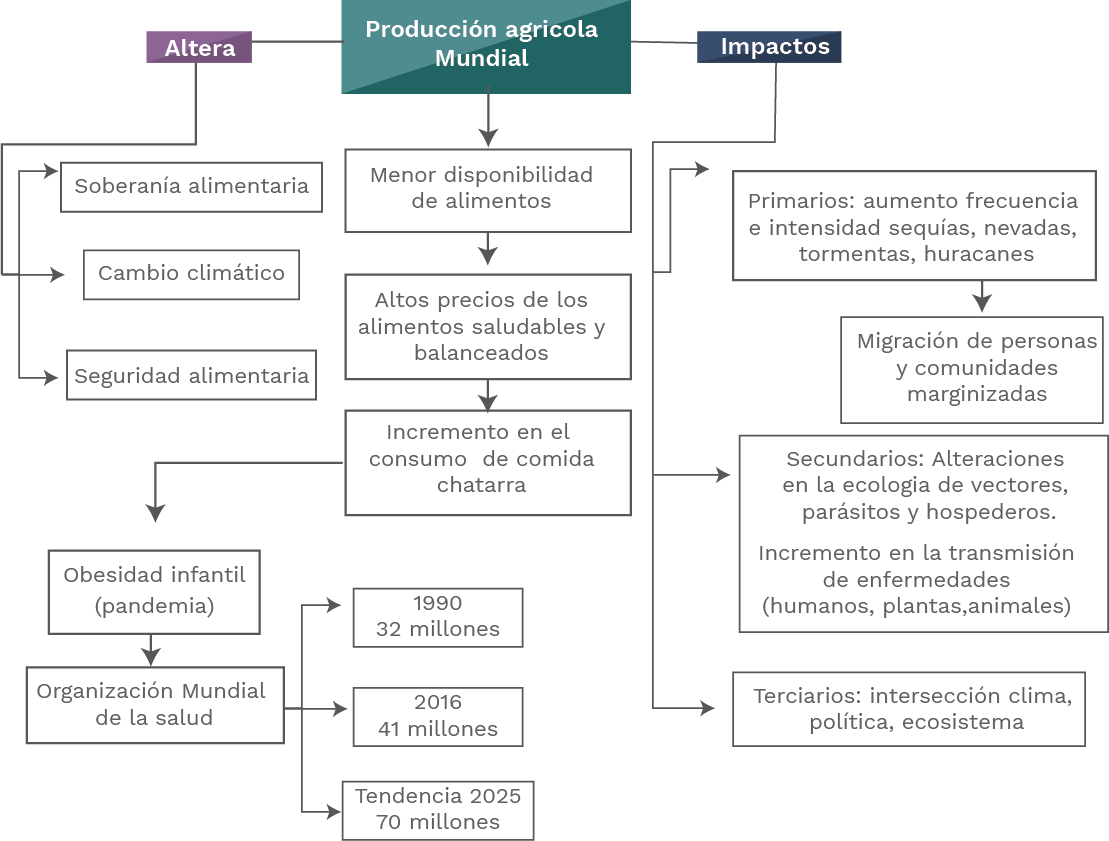 Producción agricola
Mundial
Altera
Impactos
Soberanía alimentaria
Cambio climático
Seguridad alimentaria
Menor disponibilidad
de alimentos
Altos precios de los
alimentos saludables y
balanceados
Incremento en el
consumo de comida
chatarra
Obesidad infantil
(pandemia)
Organización Mundial
de la salud
1990
32 millones
2016
41 millones
Tendencia 2025
70 millones
Primarios: aumento frecuencia
e intensidad sequías, nevadas,
tormentas, huracanes
Migración de personas
y comunidades
marginizadas
Secundarios: Alteraciones
en la ecologia de vectores,
parásitos y hospederos.
Incremento en la transmisión
de enfermedades
(humanos, plantas,animales)
Terciarios: intersección clima,
política, ecosistema